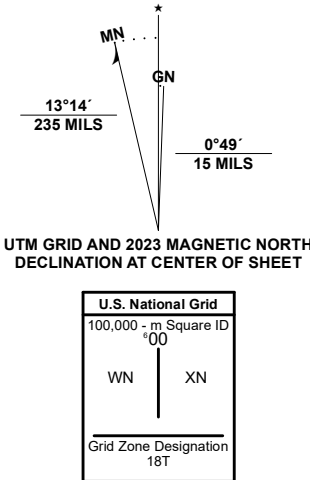 ★
MN
GN
13°14´
235 MILS
0°49´
15 MILS
UTM GRID AND 2023 MAGNETIC NORTH
DECLINATION AT CENTER OF SHEET
U.S. National Grid
100,000 - m Square ID
⁶00
WN XN
Grid Zone Designation
18T